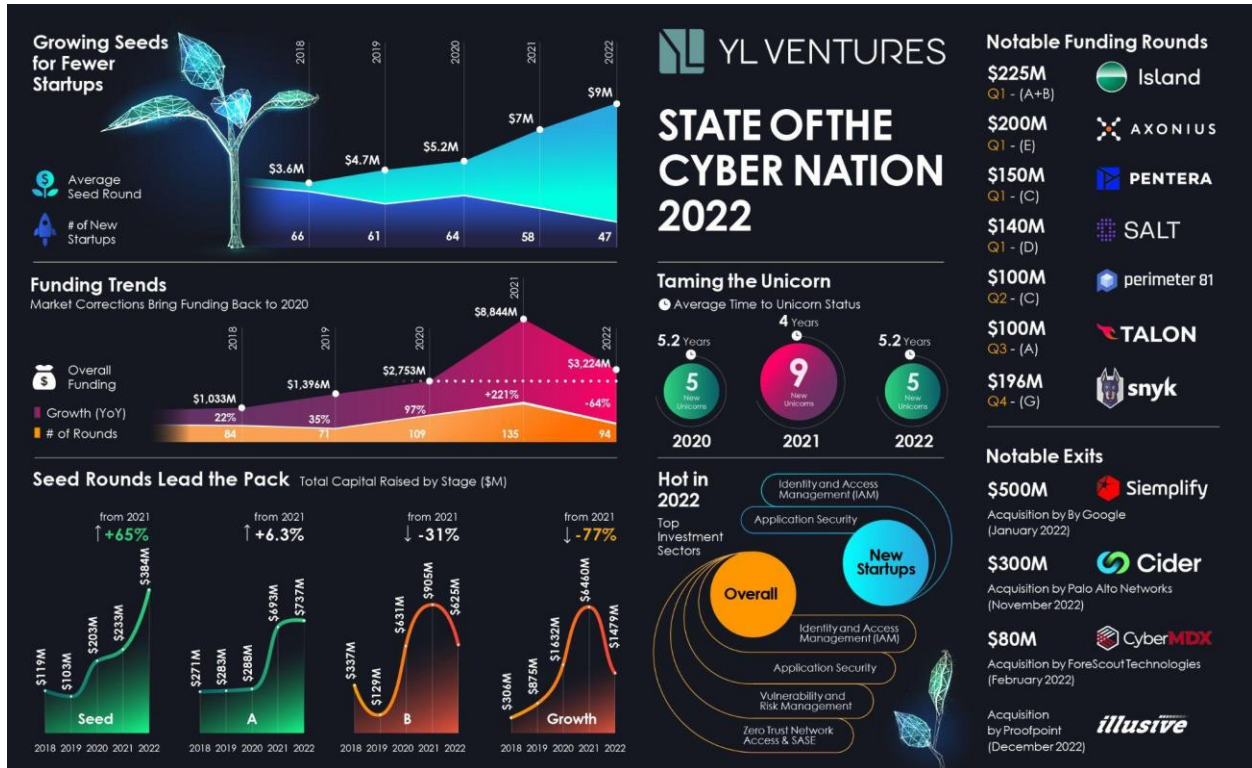 Growing Seeds
for Fewer
Startups
2018
2019
2020
2021
2022
$3.6M
$4.7M
$5.2M
$7M
$9M
Average
Seed Round
# of New
Startups
66
61
64
58
47
Funding Trends
Market Corrections Bring Funding Back to 2020
2018
2019
2020
2021
2022
Overall
Funding
$1,033M
$1,396M
$2,753M
$8,844M
$3,224M
Growth (YoY)
22%
35%
97%
+221%
-64%
# of Rounds
84
71
109
135
94
Seed Rounds Lead the Pack Total Capital Raised by Stage ($M)
from 2021
↑ +65%
$119M
$103M
$203M
$233M
$384M
Seed
2018 2019 2020 2021 2022
from 2021
↑ +6.3%
$271M
$283M
$288M
$693M
$737M
A
2018 2019 2020 2021 2022
from 2021
↓ -31%
$337M
$129M
$631M
$905M
$625M
B
2018 2019 2020 2021 2022
from 2021
↓ -77%
$306M
$875M
$1632M
$6460M
$1479M
Growth
2018 2019 2020 2021 2022
YL VENTURES
STATE OF THE
CYBER NATION
2022
Taming the Unicorn
Average Time to Unicorn Status
5.2 Years
5
New
Unicorns
2020
4 Years
9
New
Unicorns
2021
5.2 Years
5
New
Unicorns
2022
Hot in
2022
Top
Investment
Sectors
Identity and Access
Management (IAM)
Application Security
New
Startups
Overall
Identity and Access
Management (IAM)
Application Security
Vulnerability and
Risk Management
Zero Trust Network
Access & SASE
Notable Funding Rounds
$225M
Q1 - (A+B)
Island
$200M
Q1 - (E)
AXONIUS
$150M
Q1 - (C)
PENTERA
$140M
Q1 - (D)
SALT
$100M
Q2 - (C)
perimeter 81
$100M
Q3 - (A)
TALON
$196M
Q4 - (G)
snyk
Notable Exits
$500M
Siemplify
Acquisition by By Google
(January 2022)
$300M
Cider
Acquisition by Palo Alto Networks
(November 2022)
$80M
CyberMDX
Acquisition by ForeScout Technologies
(February 2022)
Acquisition
by Proofpoint
(December 2022)
illusive